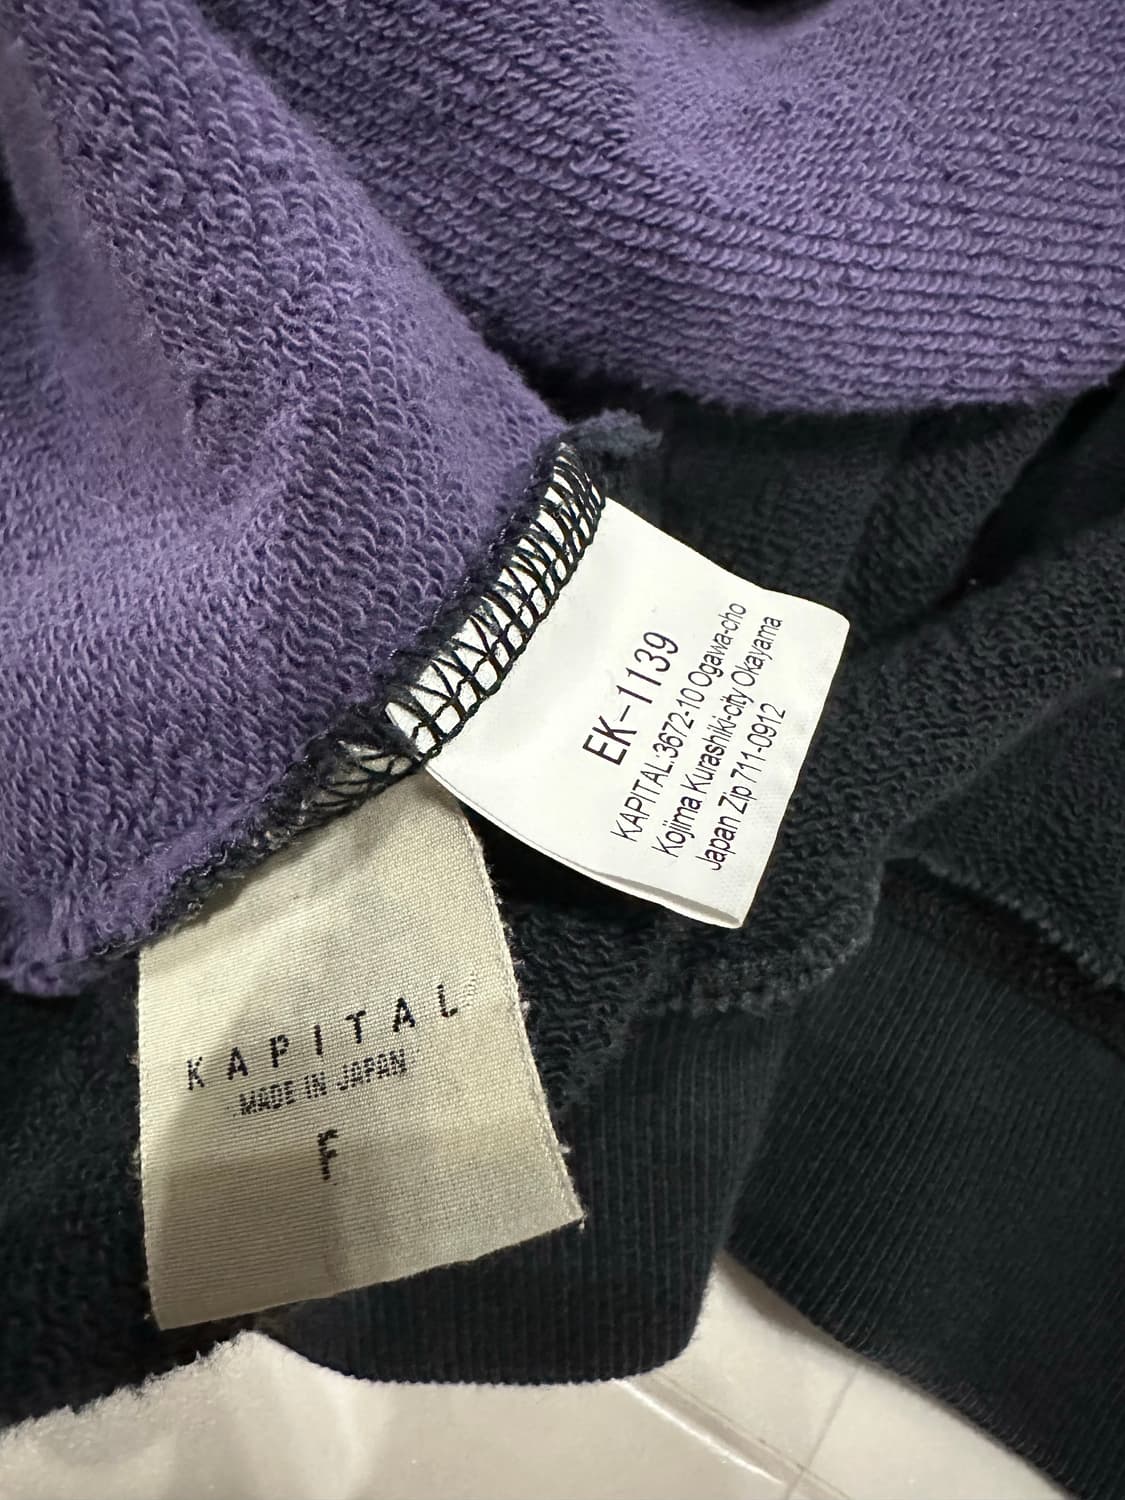 EK-1139
KAPITAL:3672-10 Ogawa-cho
Kojima Kurashiki-city Okayama
Japan Zip 711-0912
KAPITAL
MADE IN JAPAN
F